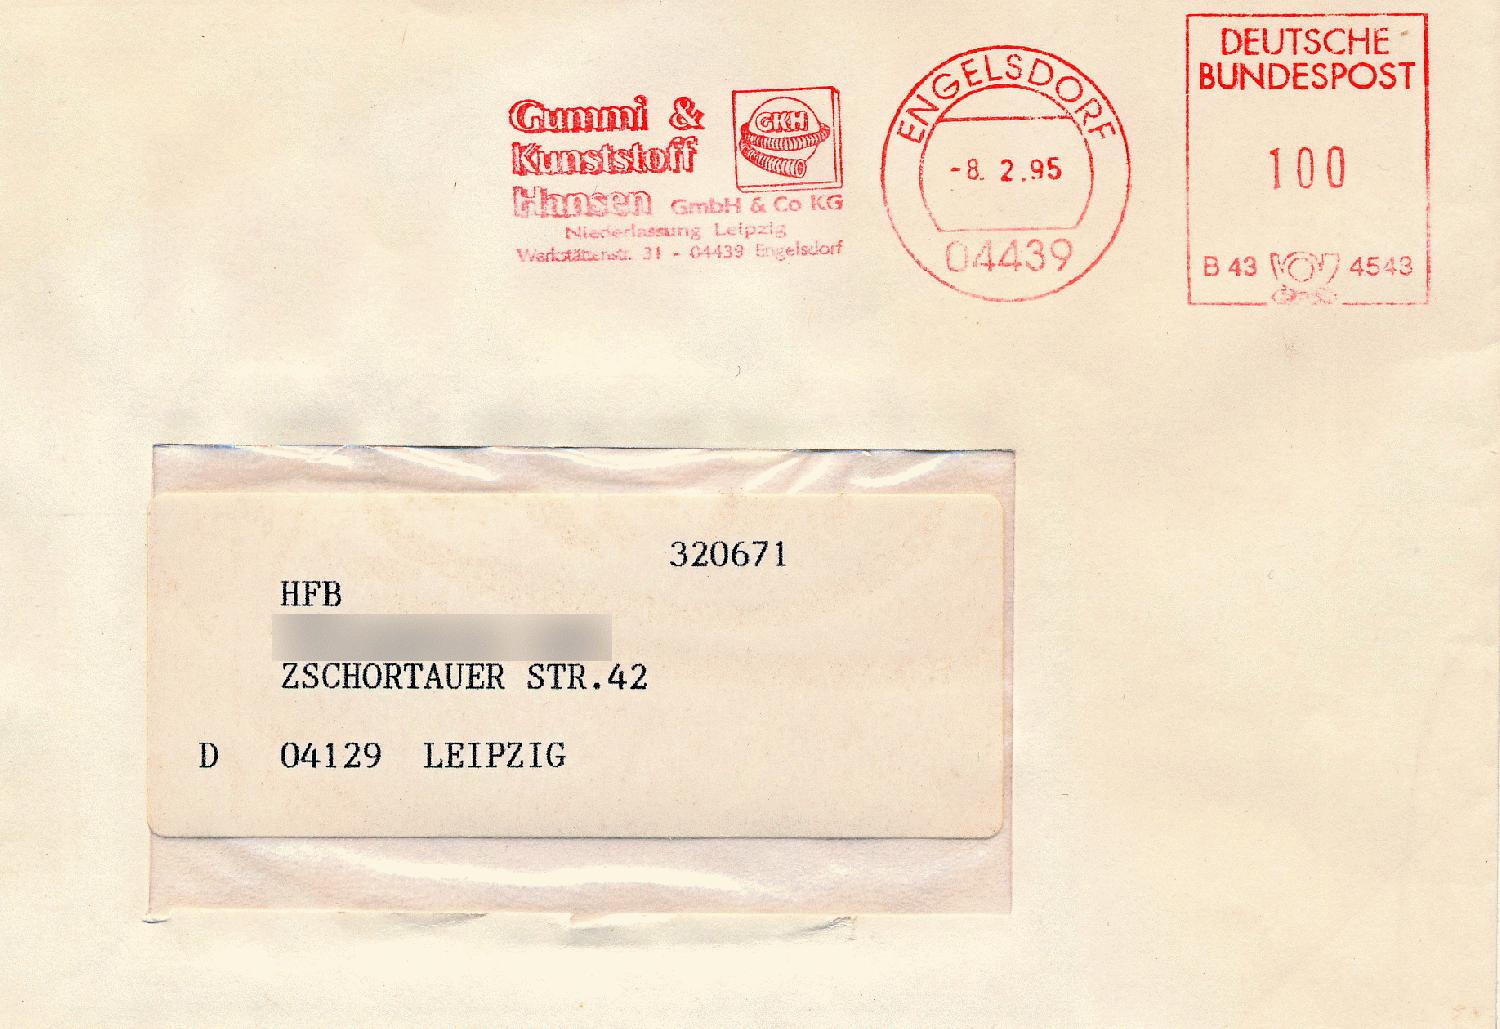 Gummi &
Kunststoff
Hansen GmbH & Co KG
Niederlassung Leipzig
Werkstättenstr. 31 - 04439 Engelsdorf
GKH
ENGELSDORF
-8. 2.95
04439
DEUTSCHE
BUNDESPOST
100
B 43 4543
320671
HFB
ZSCHORTAUER STR.42
D 04129 LEIPZIG